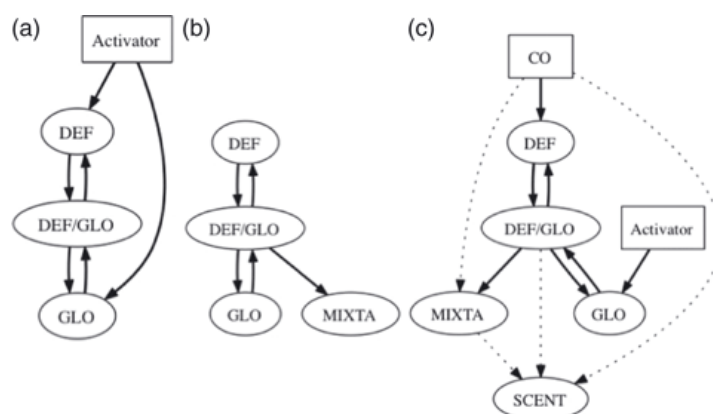 (a)
Activator
DEF
DEF/GLO
GLO
(b)
DEF
DEF/GLO
GLO
MIXTA
(c)
CO
DEF
DEF/GLO
Activator
MIXTA
GLO
SCENT